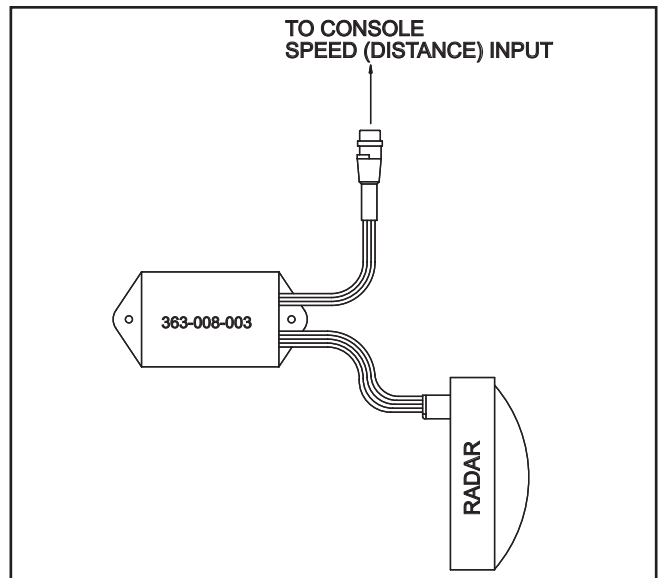 TO CONSOLE
SPEED (DISTANCE) INPUT
363-008-003
RADAR